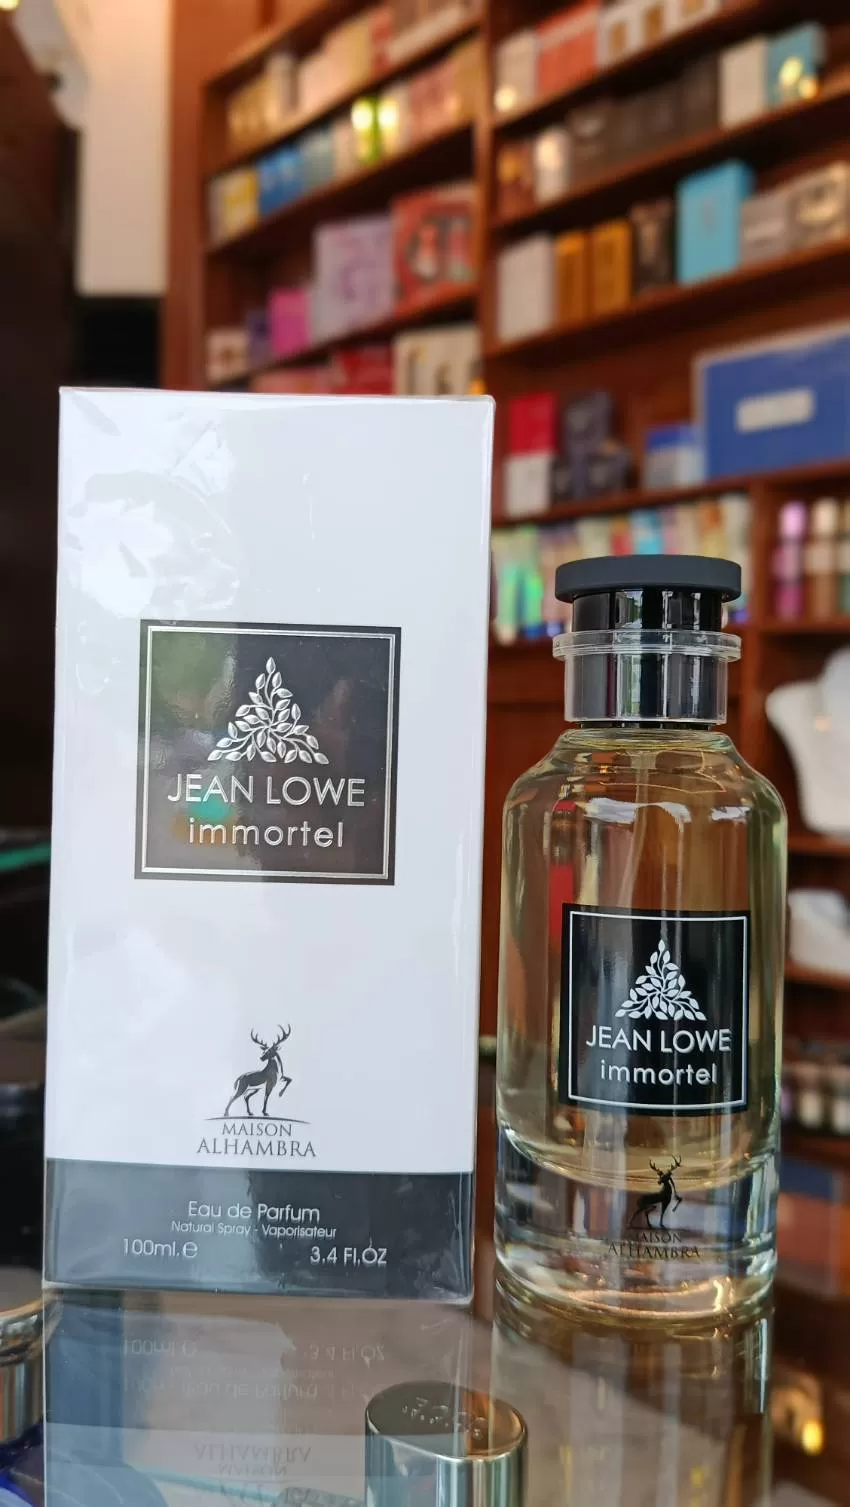 JEAN LOWE
immortel
MAISON
ALHAMBRA
Eau de Parfum
Natural Spray - Vaporisateur
100ml.℮
3.4 Fl.OZ
JEAN LOWE
immortel
MAISON
ALHAMBRA